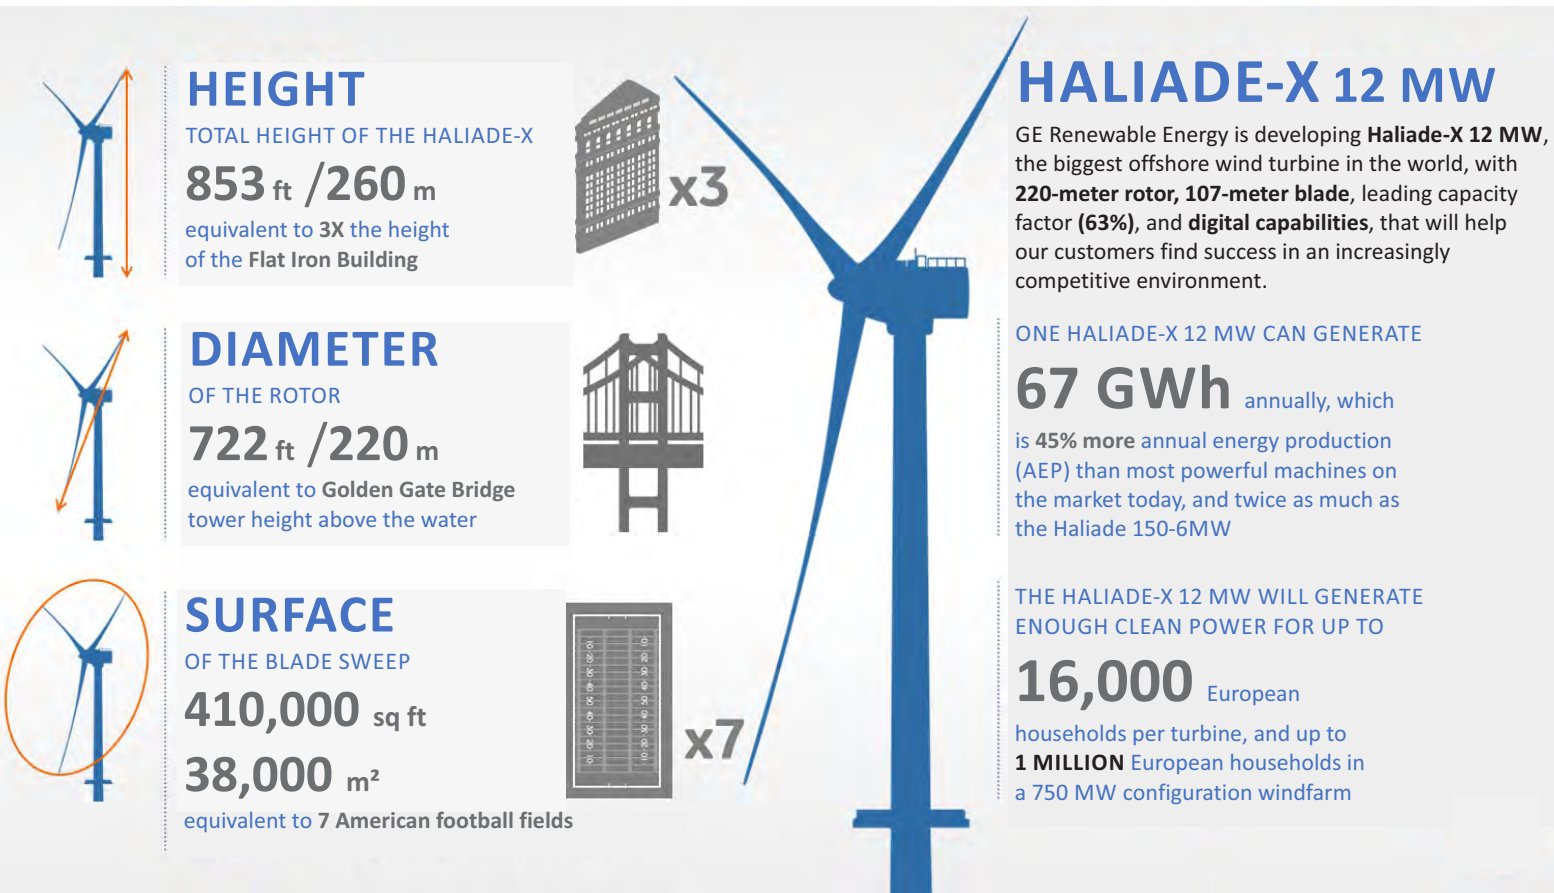 HEIGHT
TOTAL HEIGHT OF THE HALIADE-X
853 ft /260 m
equivalent to 3X the height
of the Flat Iron Building
x3
DIAMETER
OF THE ROTOR
722 ft /220 m
equivalent to Golden Gate Bridge
tower height above the water
SURFACE
OF THE BLADE SWEEP
410,000 sq ft
38,000 m²
equivalent to 7 American football fields
x7
HALIADE-X 12 MW
GE Renewable Energy is developing Haliade-X 12 MW,
the biggest offshore wind turbine in the world, with
220-meter rotor, 107-meter blade, leading capacity
factor (63%), and digital capabilities, that will help
our customers find success in an increasingly
competitive environment.
ONE HALIADE-X 12 MW CAN GENERATE
67 GWh annually, which
is 45% more annual energy production
(AEP) than most powerful machines on
the market today, and twice as much as
the Haliade 150-6MW
THE HALIADE-X 12 MW WILL GENERATE
ENOUGH CLEAN POWER FOR UP TO
16,000 European
households per turbine, and up to
1 MILLION European households in
a 750 MW configuration windfarm